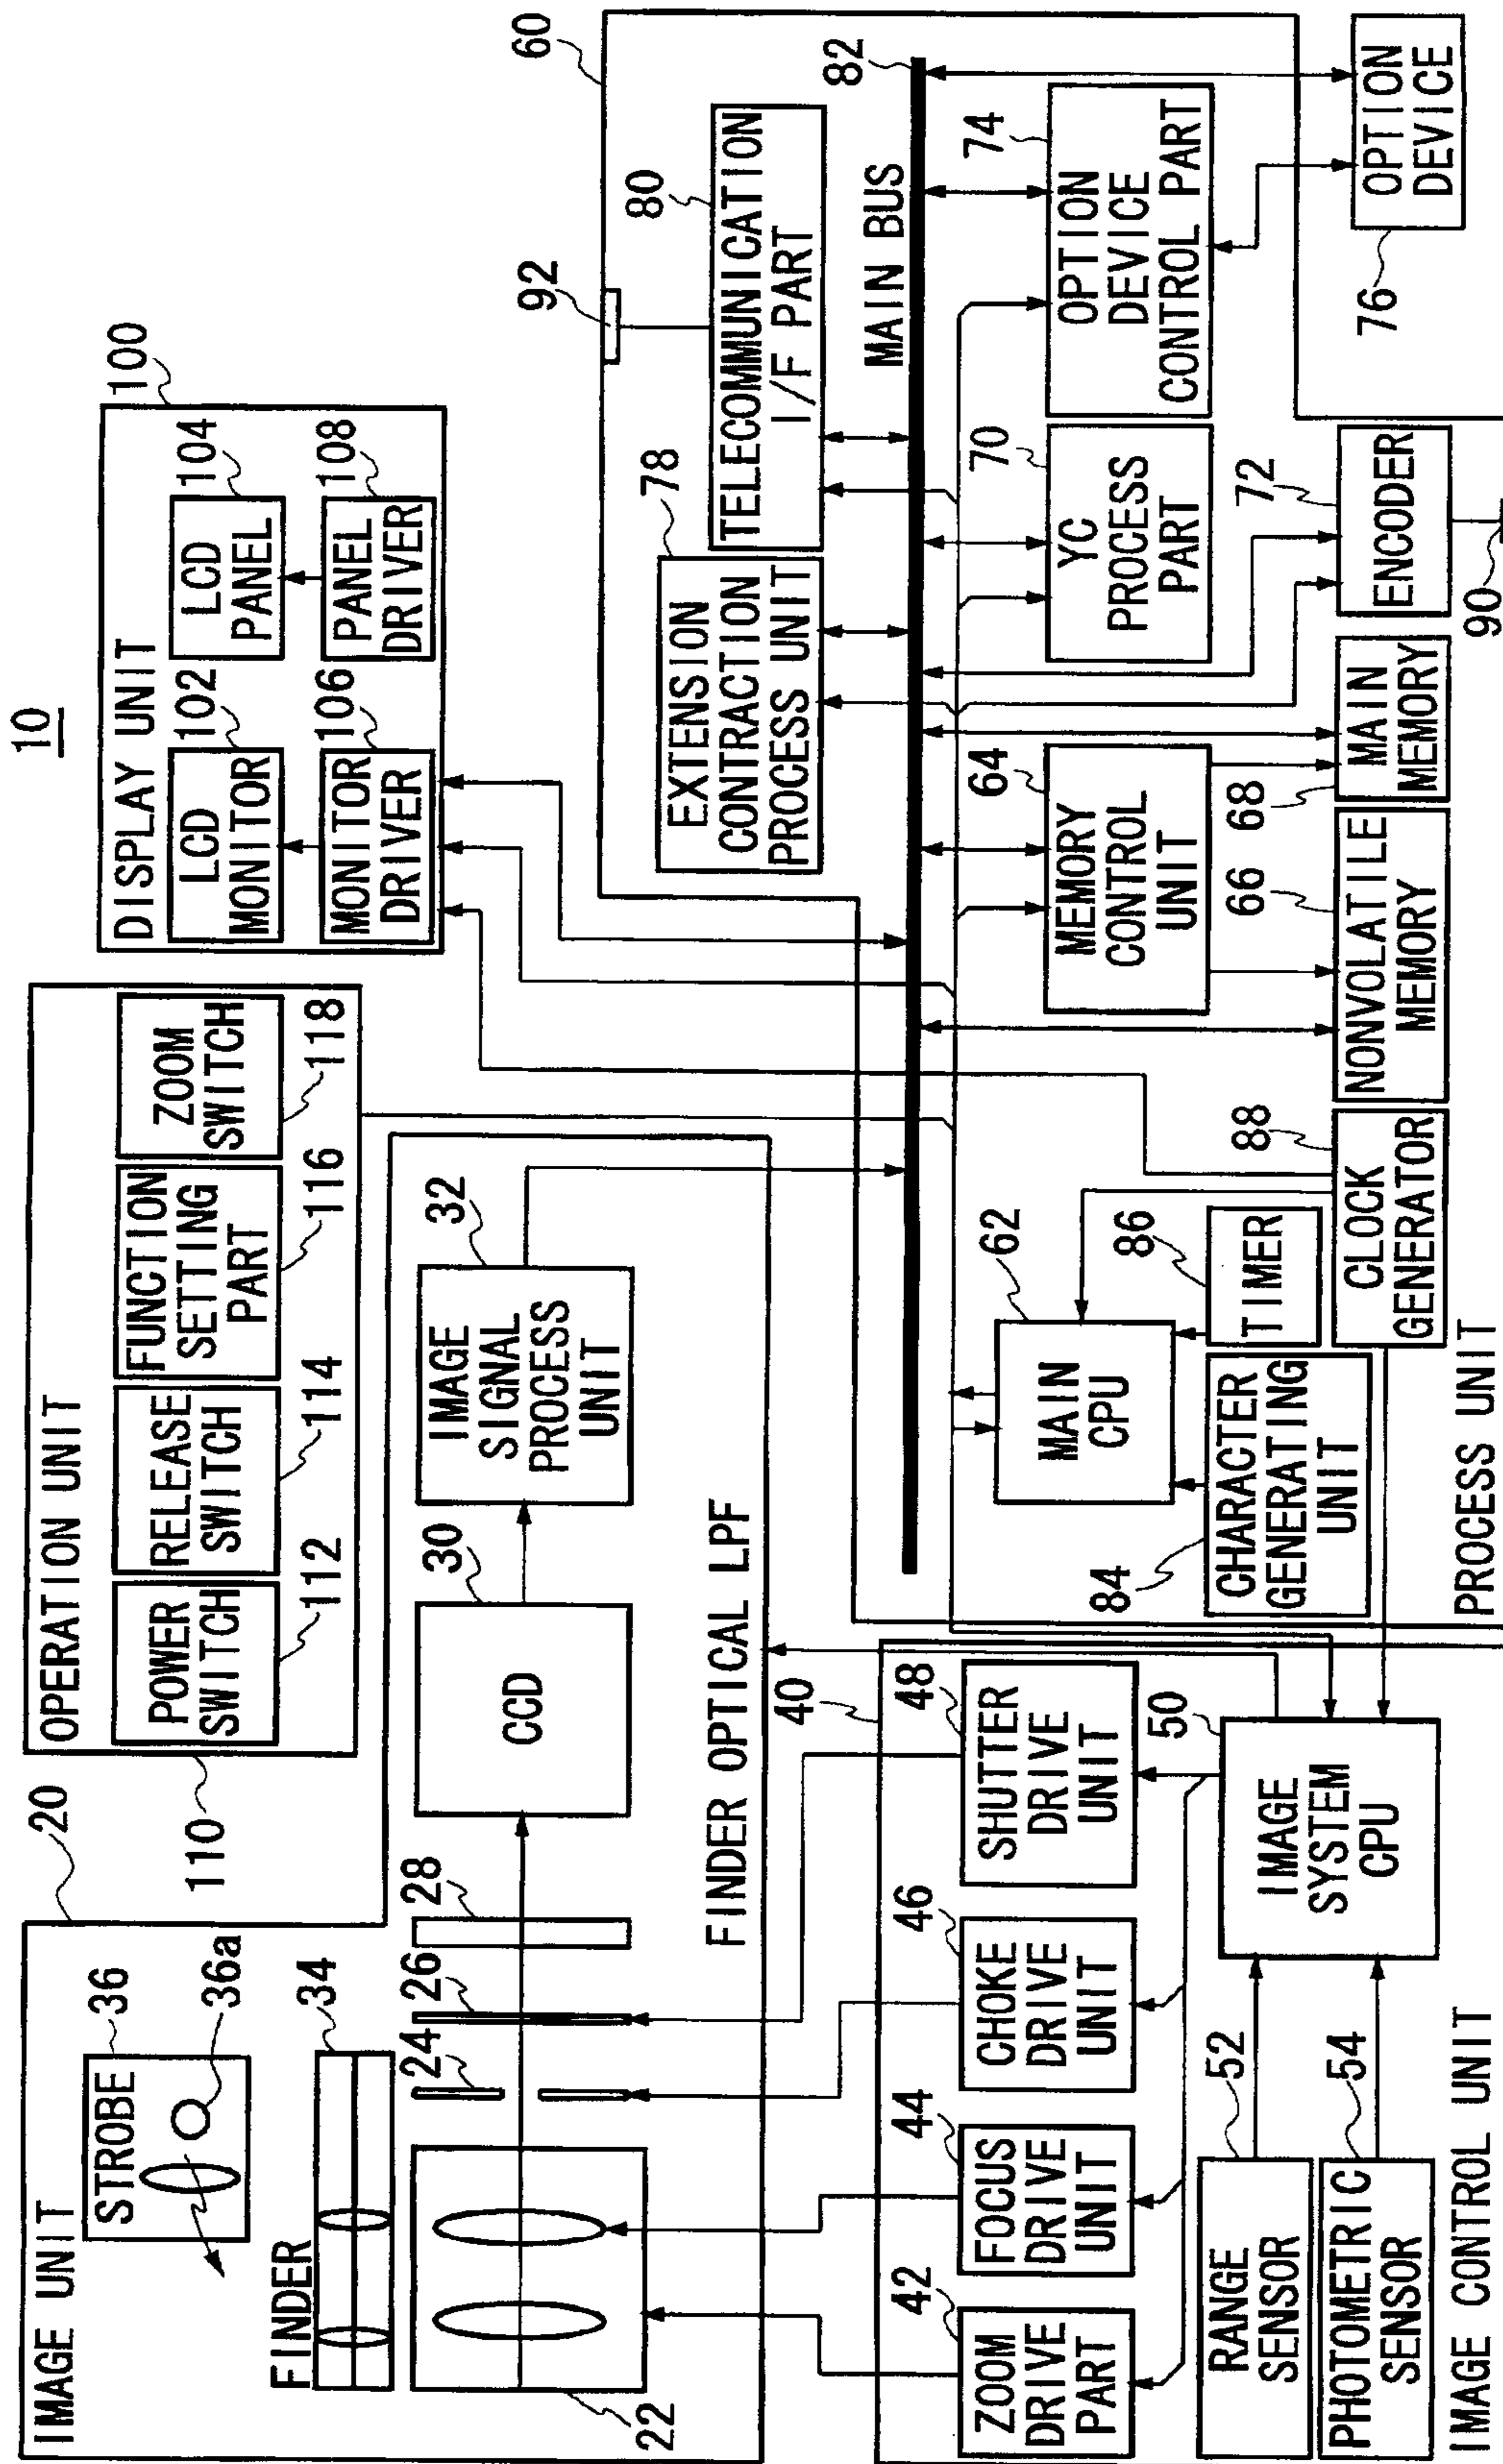 10
IMAGE UNIT
20
STROBE
36
36a
FINDER
34
22
24
26
28
CCD
30
IMAGE
SIGNAL
PROCESS
UNIT
32
FINDER OPTICAL LPF
OPERATION UNIT
110
POWER
SWITCH
112
RELEASE
SWITCH
114
FUNCTION
SETTING
PART
116
ZOOM
SWITCH
118
DISPLAY UNIT
100
LCD
MONITOR
102
LCD
PANEL
104
MONITOR
DRIVER
106
PANEL
DRIVER
108
60
EXTENSION
CONTRACTION
PROCESS UNIT
78
TELECOMMUNICATION
I/F PART
80
92
MAIN BUS
82
40
ZOOM
DRIVE
PART
42
FOCUS
DRIVE
UNIT
44
CHOKE
DRIVE
UNIT
46
SHUTTER
DRIVE
UNIT
48
IMAGE
SYSTEM
CPU
50
RANGE
SENSOR
52
PHOTOMETRIC
SENSOR
54
IMAGE CONTROL UNIT
MAIN
CPU
62
CHARACTER
GENERATING
UNIT
84
TIMER
86
CLOCK
GENERATOR
88
MEMORY
CONTROL
UNIT
64
NONVOLATILE
MEMORY
66
MAIN
MEMORY
68
YC
PROCESS
PART
70
ENCODER
72
90
OPTION
DEVICE
CONTROL PART
74
OPTION
DEVICE
76
PROCESS UNIT